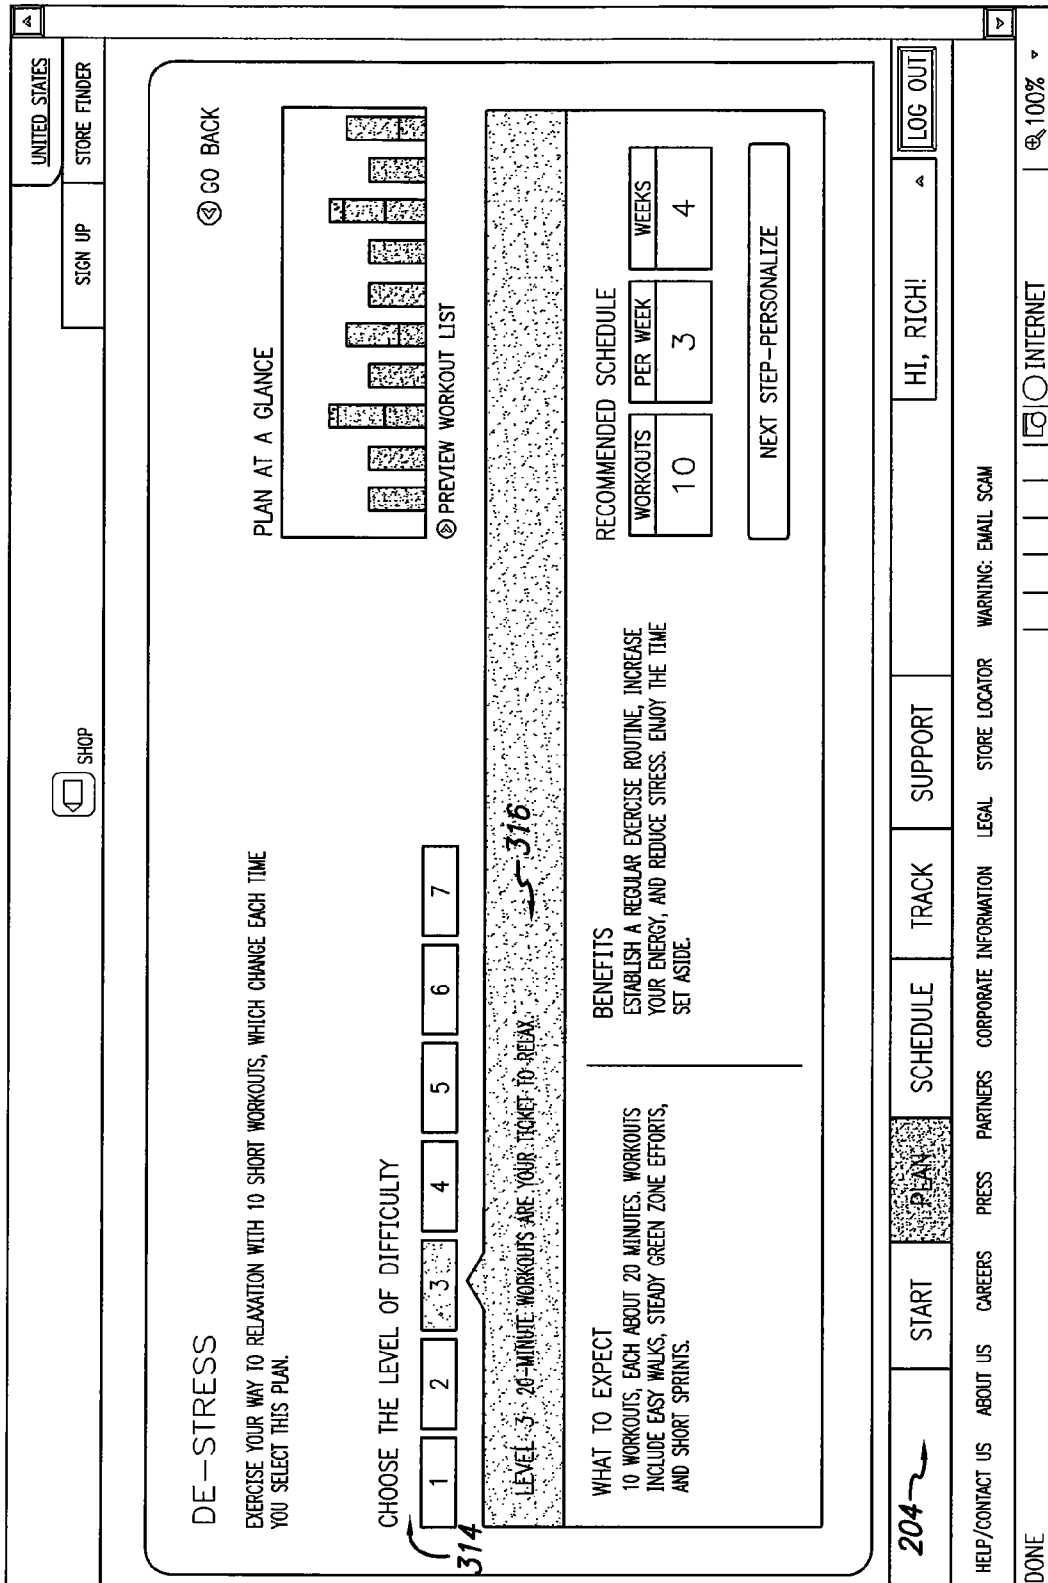 UNITED STATES
SHOP
SIGN UP
STORE FINDER
DE-STRESS
GO BACK
EXERCISE YOUR WAY TO RELAXATION WITH 10 SHORT WORKOUTS, WHICH CHANGE EACH TIME
YOU SELECT THIS PLAN.
PLAN AT A GLANCE
CHOOSE THE LEVEL OF DIFFICULTY
314
1 2 3 4 5 6 7
PREVIEW WORKOUT LIST
LEVEL 3 20-MINUTE WORKOUTS ARE YOUR TICKET TO RELAX.
316
WHAT TO EXPECT
10 WORKOUTS, EACH ABOUT 20 MINUTES. WORKOUTS
INCLUDE EASY WALKS, STEADY GREEN ZONE EFFORTS,
AND SHORT SPRINTS.
BENEFITS
ESTABLISH A REGULAR EXERCISE ROUTINE, INCREASE
YOUR ENERGY, AND REDUCE STRESS. ENJOY THE TIME
SET ASIDE.
RECOMMENDED SCHEDULE
WORKOUTS PER WEEK WEEKS
10 3 4
NEXT STEP-PERSONALIZE
204
START PLAN SCHEDULE TRACK SUPPORT
HI, RICH!
LOG OUT
HELP/CONTACT US ABOUT US CAREERS PRESS PARTNERS CORPORATE INFORMATION LEGAL STORE LOCATOR WARNING: EMAIL SCAM
DONE
INTERNET
100%